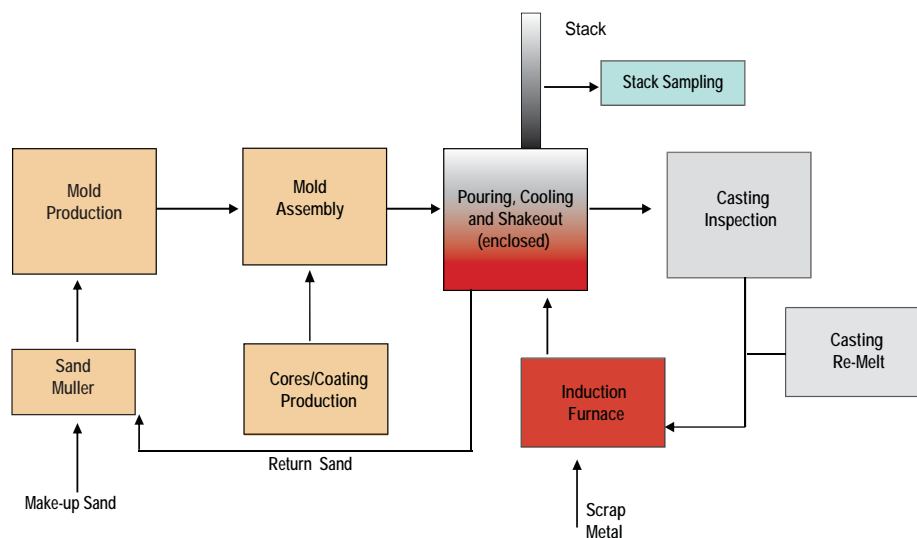 Stack
Stack Sampling
Mold
Production
Mold
Assembly
Pouring, Cooling
and Shakeout
(enclosed)
Casting
Inspection
Sand
Muller
Cores/Coating
Production
Induction
Furnace
Casting
Re-Melt
Return Sand
Make-up Sand
Scrap
Metal